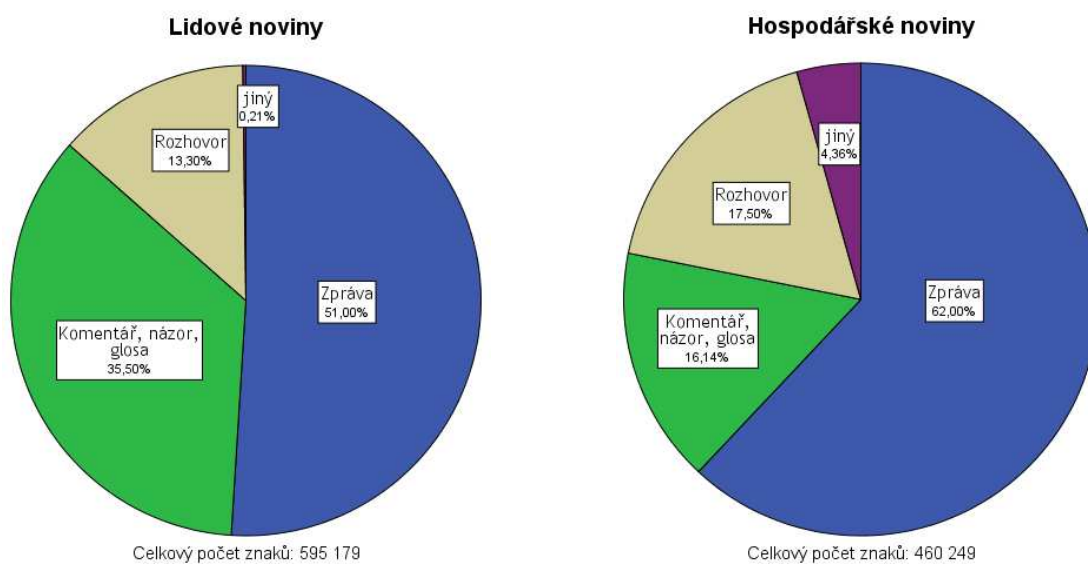 Lidové noviny
jiný
0,21%
Rozhovor
13,30%
Zpráva
51,00%
Komentář, názor,
glosa
35,50%
Celkový počet znaků: 595 179
Hospodářské noviny
jiný
4,36%
Rozhovor
17,50%
Zpráva
62,00%
Komentář,
názor, glosa
16,14%
Celkový počet znaků: 460 249